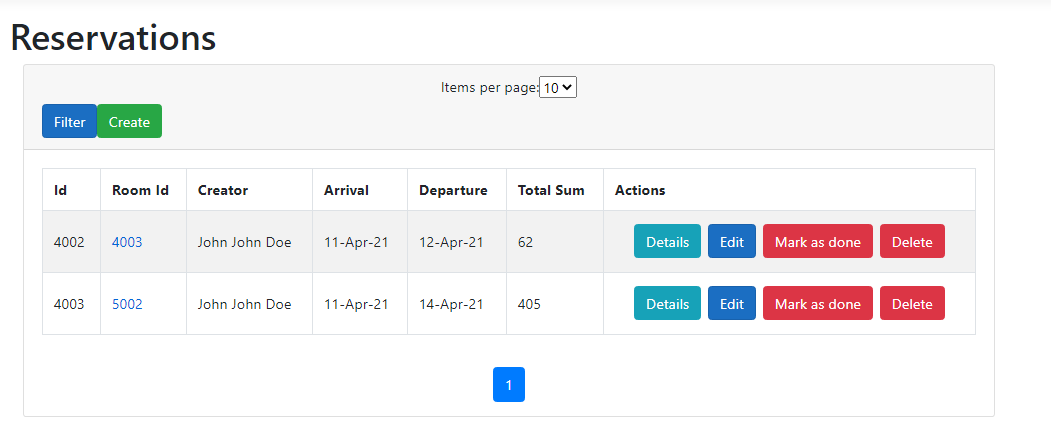 Reservations
Items per page: 10
Filter Create
Id Room Id Creator Arrival Departure Total Sum Actions
4002 4003 John John Doe 11-Apr-21 12-Apr-21 62 Details Edit Mark as done Delete
4003 5002 John John Doe 11-Apr-21 14-Apr-21 405 Details Edit Mark as done Delete
1